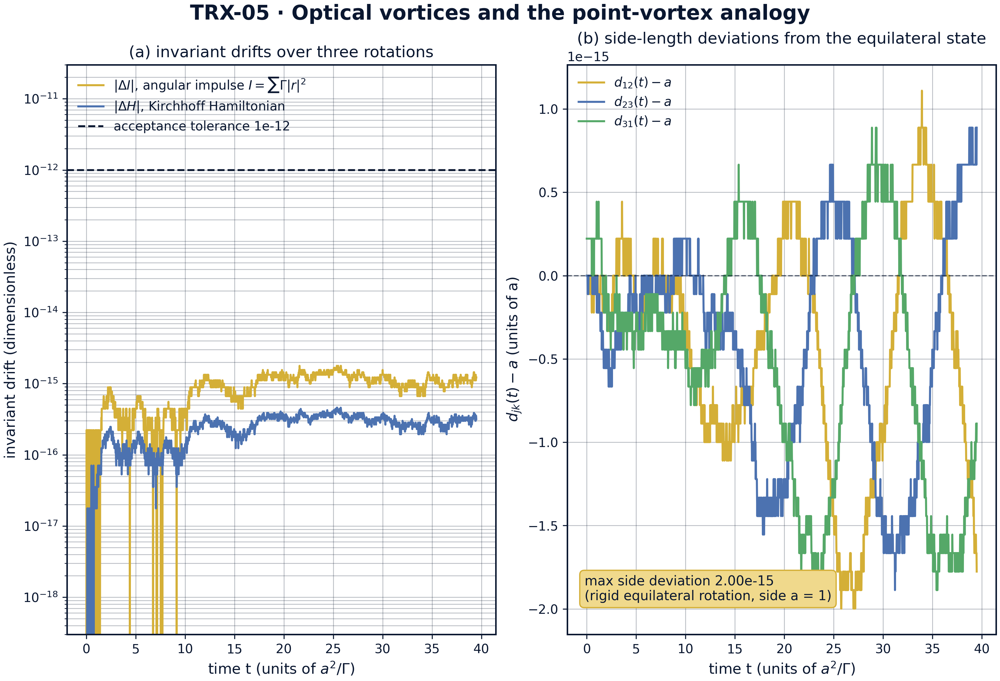 TRX-05 · Optical vortices and the point-vortex analogy
(a) invariant drifts over three rotations
|ΔI|, angular impulse I = ∑Γ|r|²
|ΔH|, Kirchhoff Hamiltonian
acceptance tolerance 1e-12
invariant drift (dimensionless)
10⁻¹¹
10⁻¹²
10⁻¹³
10⁻¹⁴
10⁻¹⁵
10⁻¹⁶
10⁻¹⁷
10⁻¹⁸
0 5 10 15 20 25 30 35 40
time t (units of a²/Γ)
(b) side-length deviations from the equilateral state
1e−15
d₁₂(t) − a
d₂₃(t) − a
d₃₁(t) − a
dⱼₖ(t) − a (units of a)
1.0
0.5
0.0
−0.5
−1.0
−1.5
−2.0
max side deviation 2.00e-15
(rigid equilateral rotation, side a = 1)
0 5 10 15 20 25 30 35 40
time t (units of a²/Γ)